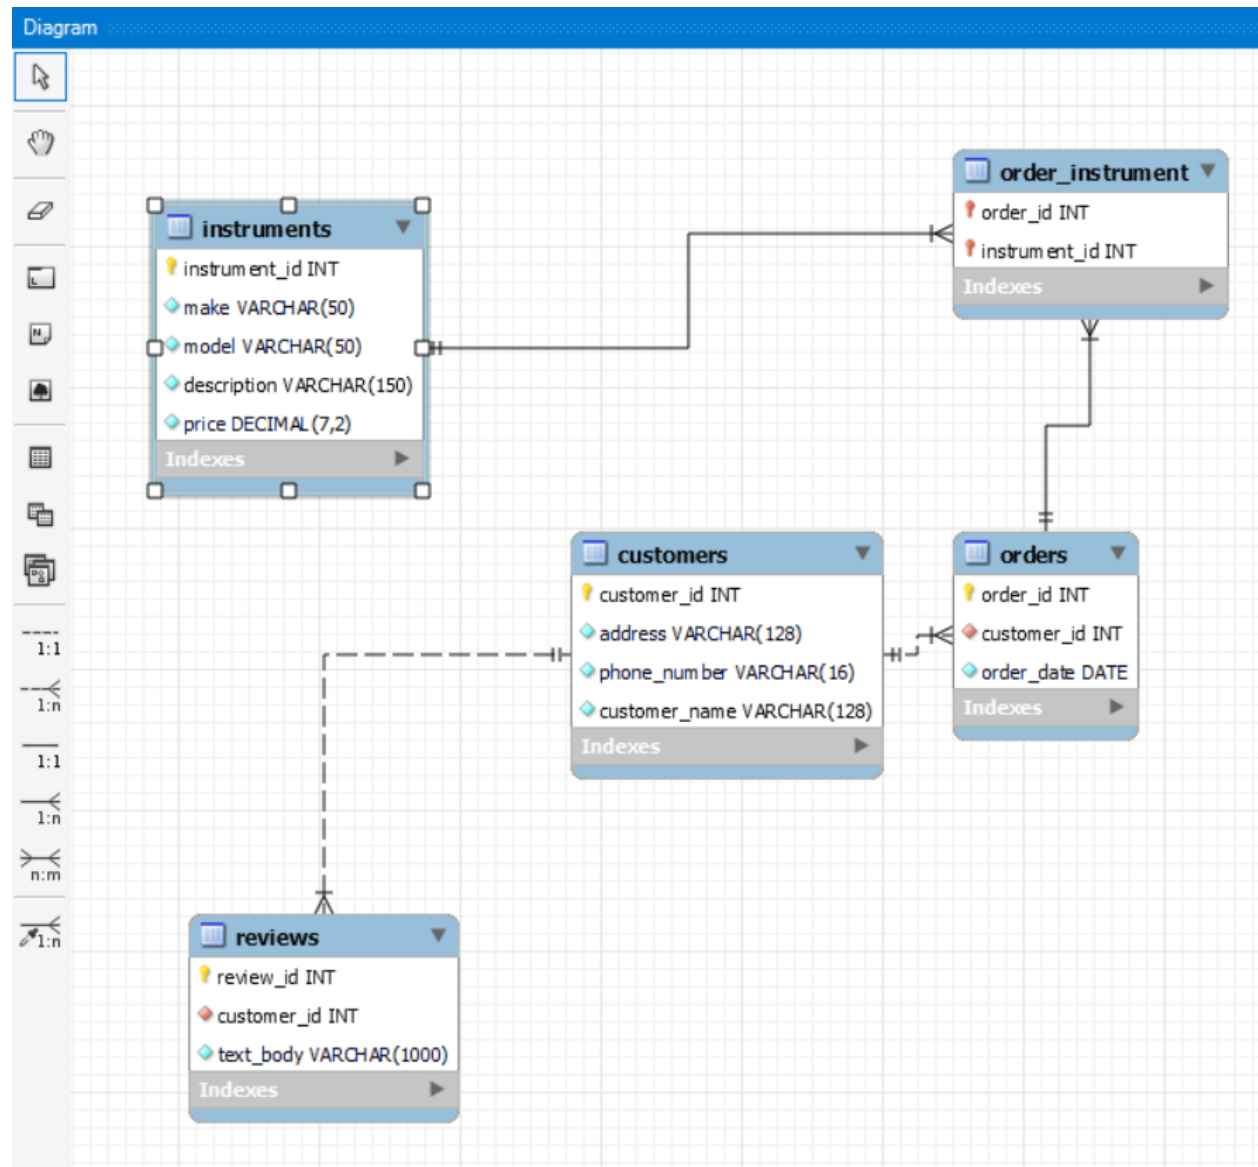 Diagram
1:1
1:n
1:1
1:n
n:m
1:n
instruments
instrument_id INT
make VARCHAR(50)
model VARCHAR(50)
description VARCHAR(150)
price DECIMAL(7,2)
Indexes
order_instrument
order_id INT
instrument_id INT
Indexes
customers
customer_id INT
address VARCHAR(128)
phone_number VARCHAR(16)
customer_name VARCHAR(128)
Indexes
orders
order_id INT
customer_id INT
order_date DATE
Indexes
reviews
review_id INT
customer_id INT
text_body VARCHAR(1000)
Indexes